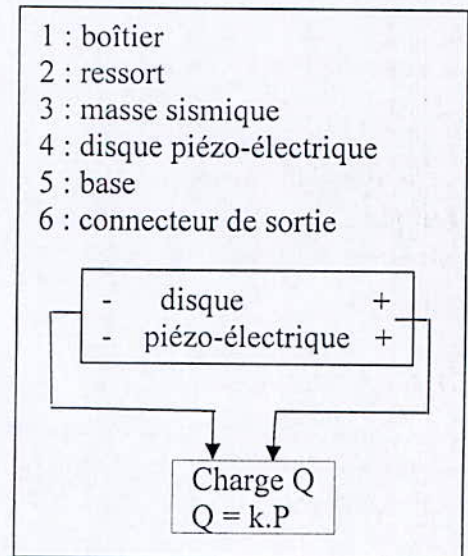 1 : boîtier
2 : ressort
3 : masse sismique
4 : disque piézo-électrique
5 : base
6 : connecteur de sortie
- disque +
- piézo-électrique +
Charge Q
Q = k.P